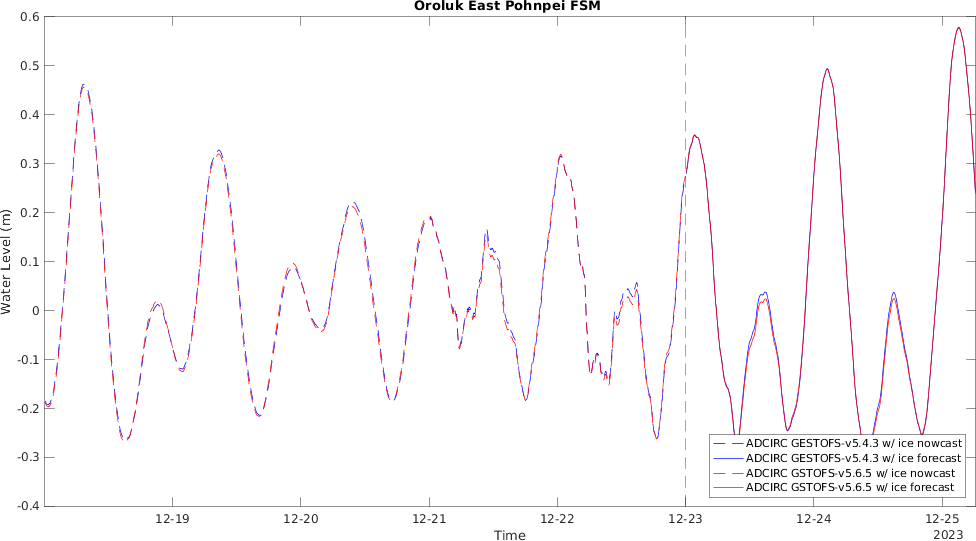 Oroluk East Pohnpei FSM
Water Level (m)
0.6
0.5
0.4
0.3
0.2
0.1
0
-0.1
-0.2
-0.3
-0.4
ADCIRC GESTOFS-v5.4.3 w/ ice nowcast
ADCIRC GESTOFS-v5.4.3 w/ ice forecast
ADCIRC GSTOFS-v5.6.5 w/ ice nowcast
ADCIRC GSTOFS-v5.6.5 w/ ice forecast
12-19 12-20 12-21 12-22 12-23 12-24 12-25
Time
2023